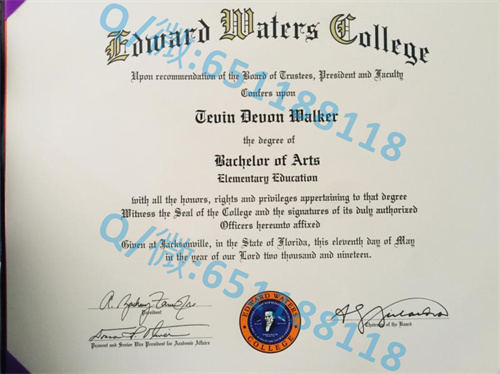 Edward Waters College
Upon recommendation of the Board of Trustees, President and Faculty
Confers upon
Tevin Devon Walker
the degree of
Bachelor of Arts
Elementary Education
with all the honors, rights and privileges appertaining to that degree
Witness the Seal of the College and the signatures of its duly authorized
Officers hereunto affixed
Given at Jacksonville, in the State of Florida, this eleventh day of May
in the year of our Lord two thousand and nineteen.
President
Provost and Senior Vice President for Academic Affairs
EDWARD WATERS
COLLEGE
Chairman of the Board
Q/微:651188118
Q/微:651188118